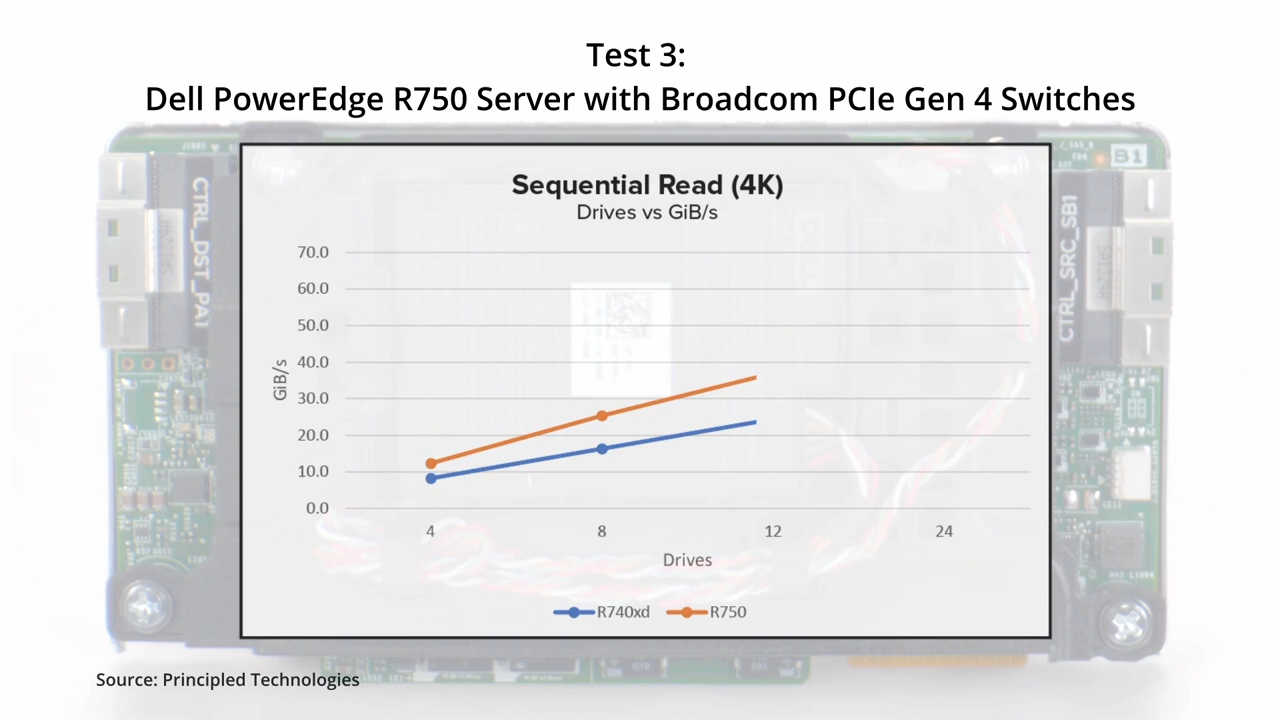 Test 3:
Dell PowerEdge R750 Server with Broadcom PCIe Gen 4 Switches
B1
CTRL_DST_PA1
CTRL_SRC_SB1
Sequential Read (4K)
Drives vs GiB/s
70.0
60.0
50.0
40.0
30.0
20.0
10.0
0.0
GiB/s
4 8 12 24
Drives
R740xd R750
Source: Principled Technologies